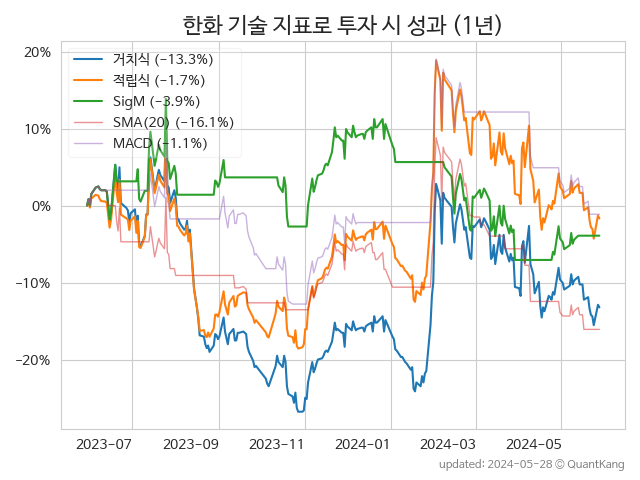 한화 기술 지표로 투자 시 성과 (1년)
20%
10%
0%
−10%
−20%
거치식 (−13.3%)
적립식 (−1.7%)
SigM (−3.9%)
SMA(20) (−16.1%)
MACD (−1.1%)
2023-07
2023-09
2023-11
2024-01
2024-03
2024-05
updated: 2024-05-28 ⓒ QuantKang